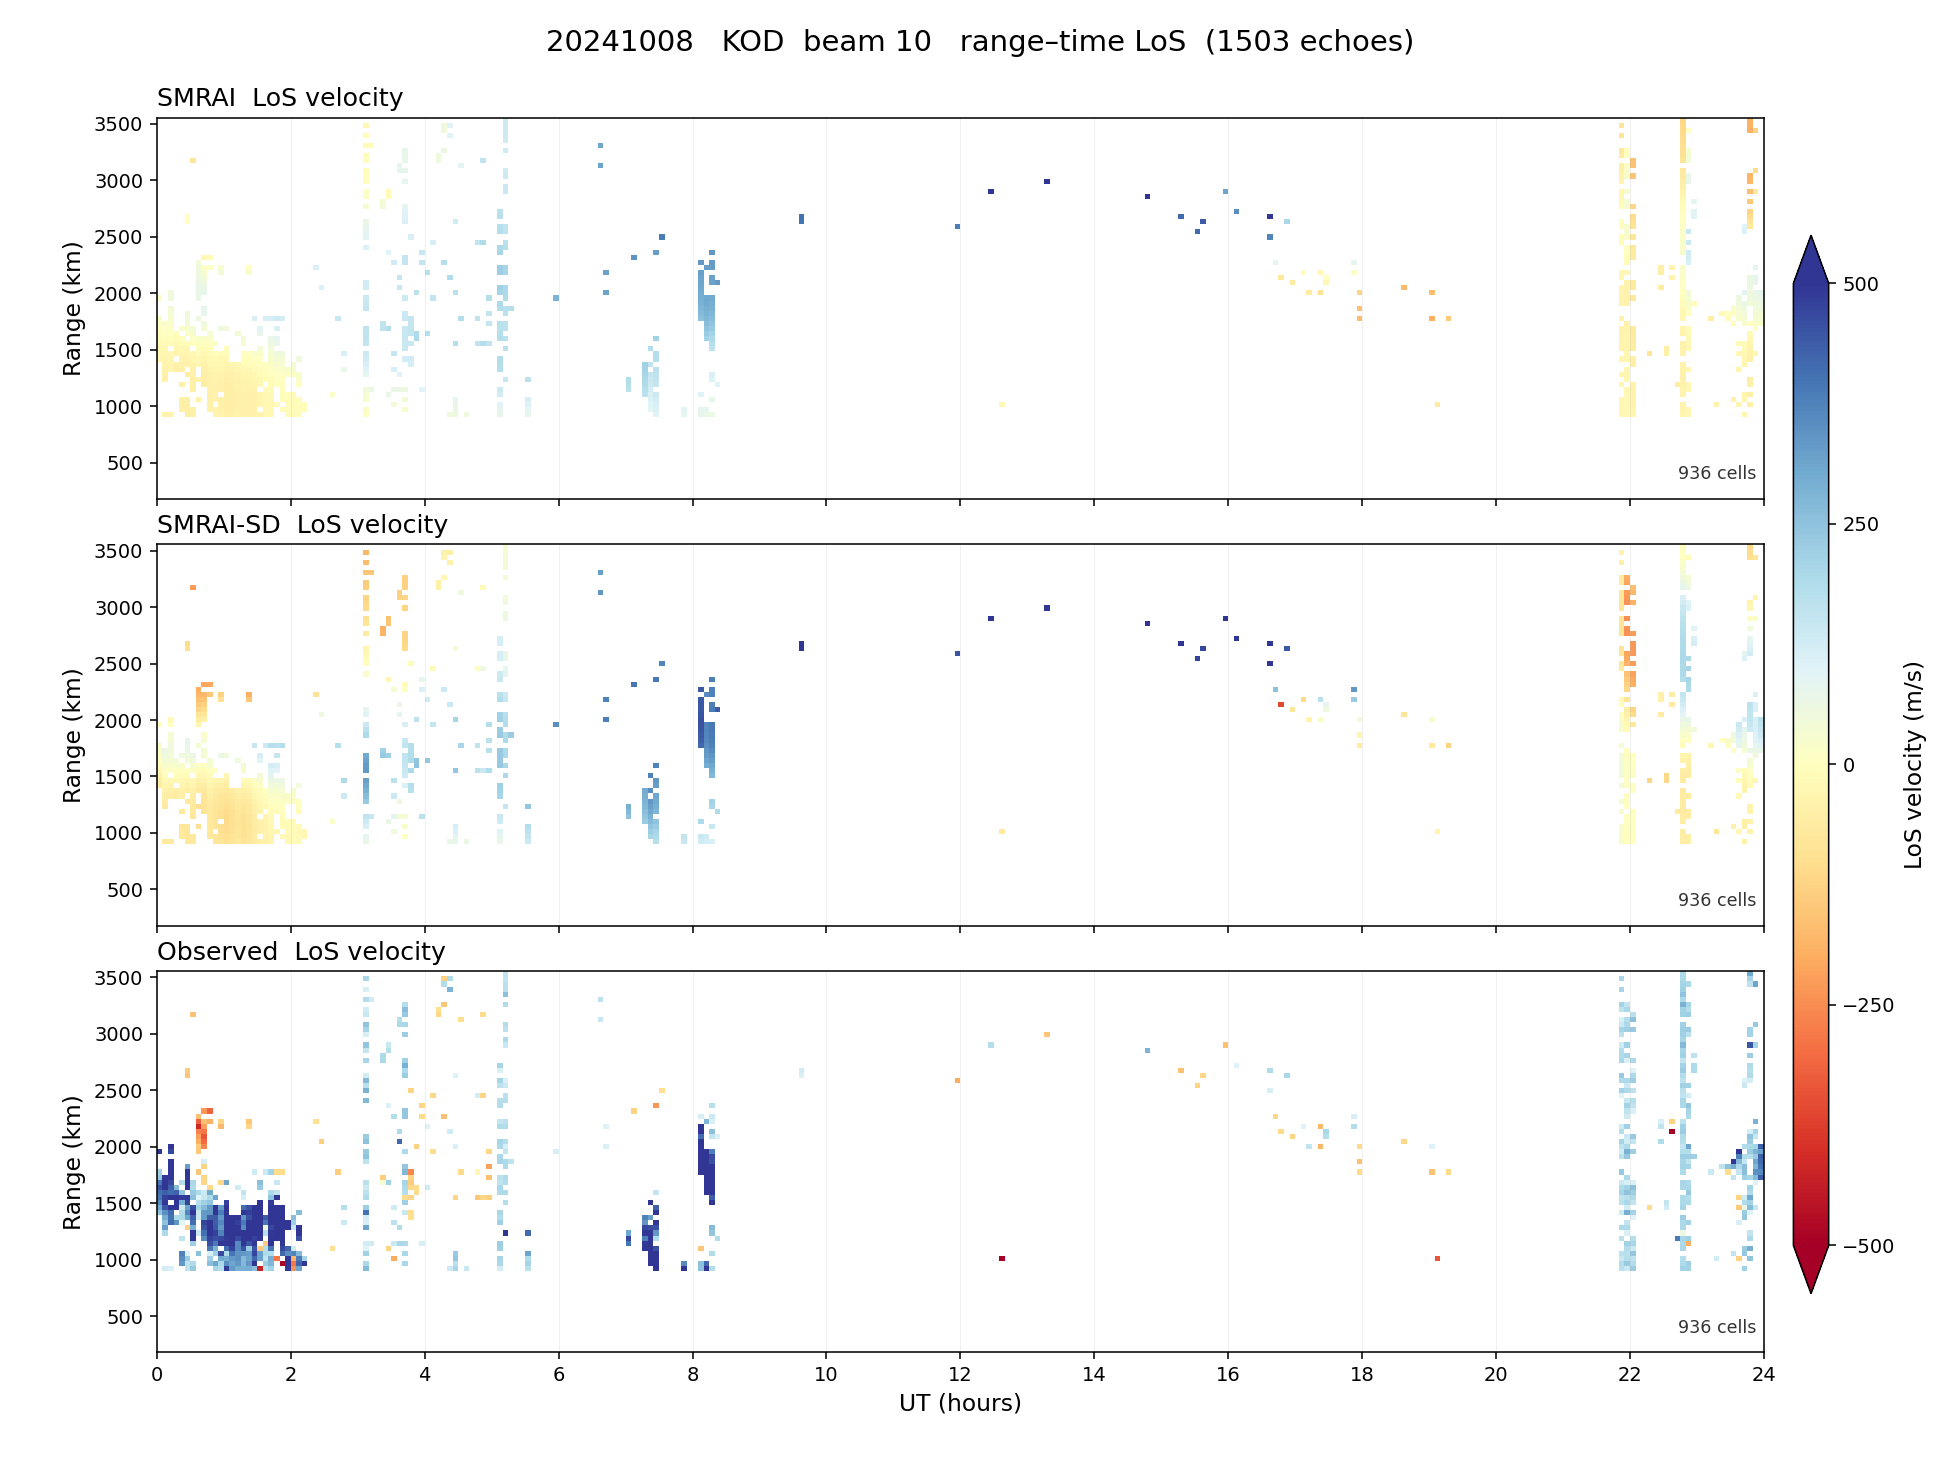 20241008   KOD  beam 10   range–time LoS  (1503 echoes)
SMRAI  LoS velocity
3500
3000
2500
2000
1500
1000
500
Range (km)
936 cells
SMRAI-SD  LoS velocity
3500
3000
2500
2000
1500
1000
500
Range (km)
936 cells
Observed  LoS velocity
3500
3000
2500
2000
1500
1000
500
Range (km)
936 cells
0 2 4 6 8 10 12 14 16 18 20 22 24
UT (hours)
500
250
0
−250
−500
LoS velocity (m/s)